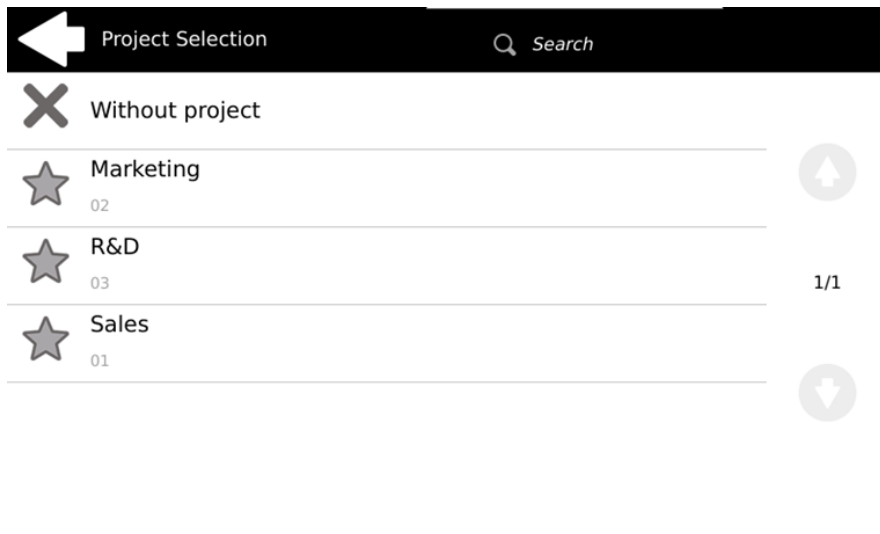 Project Selection
Search
Without project
Marketing
02
R&D
03
1/1
Sales
01